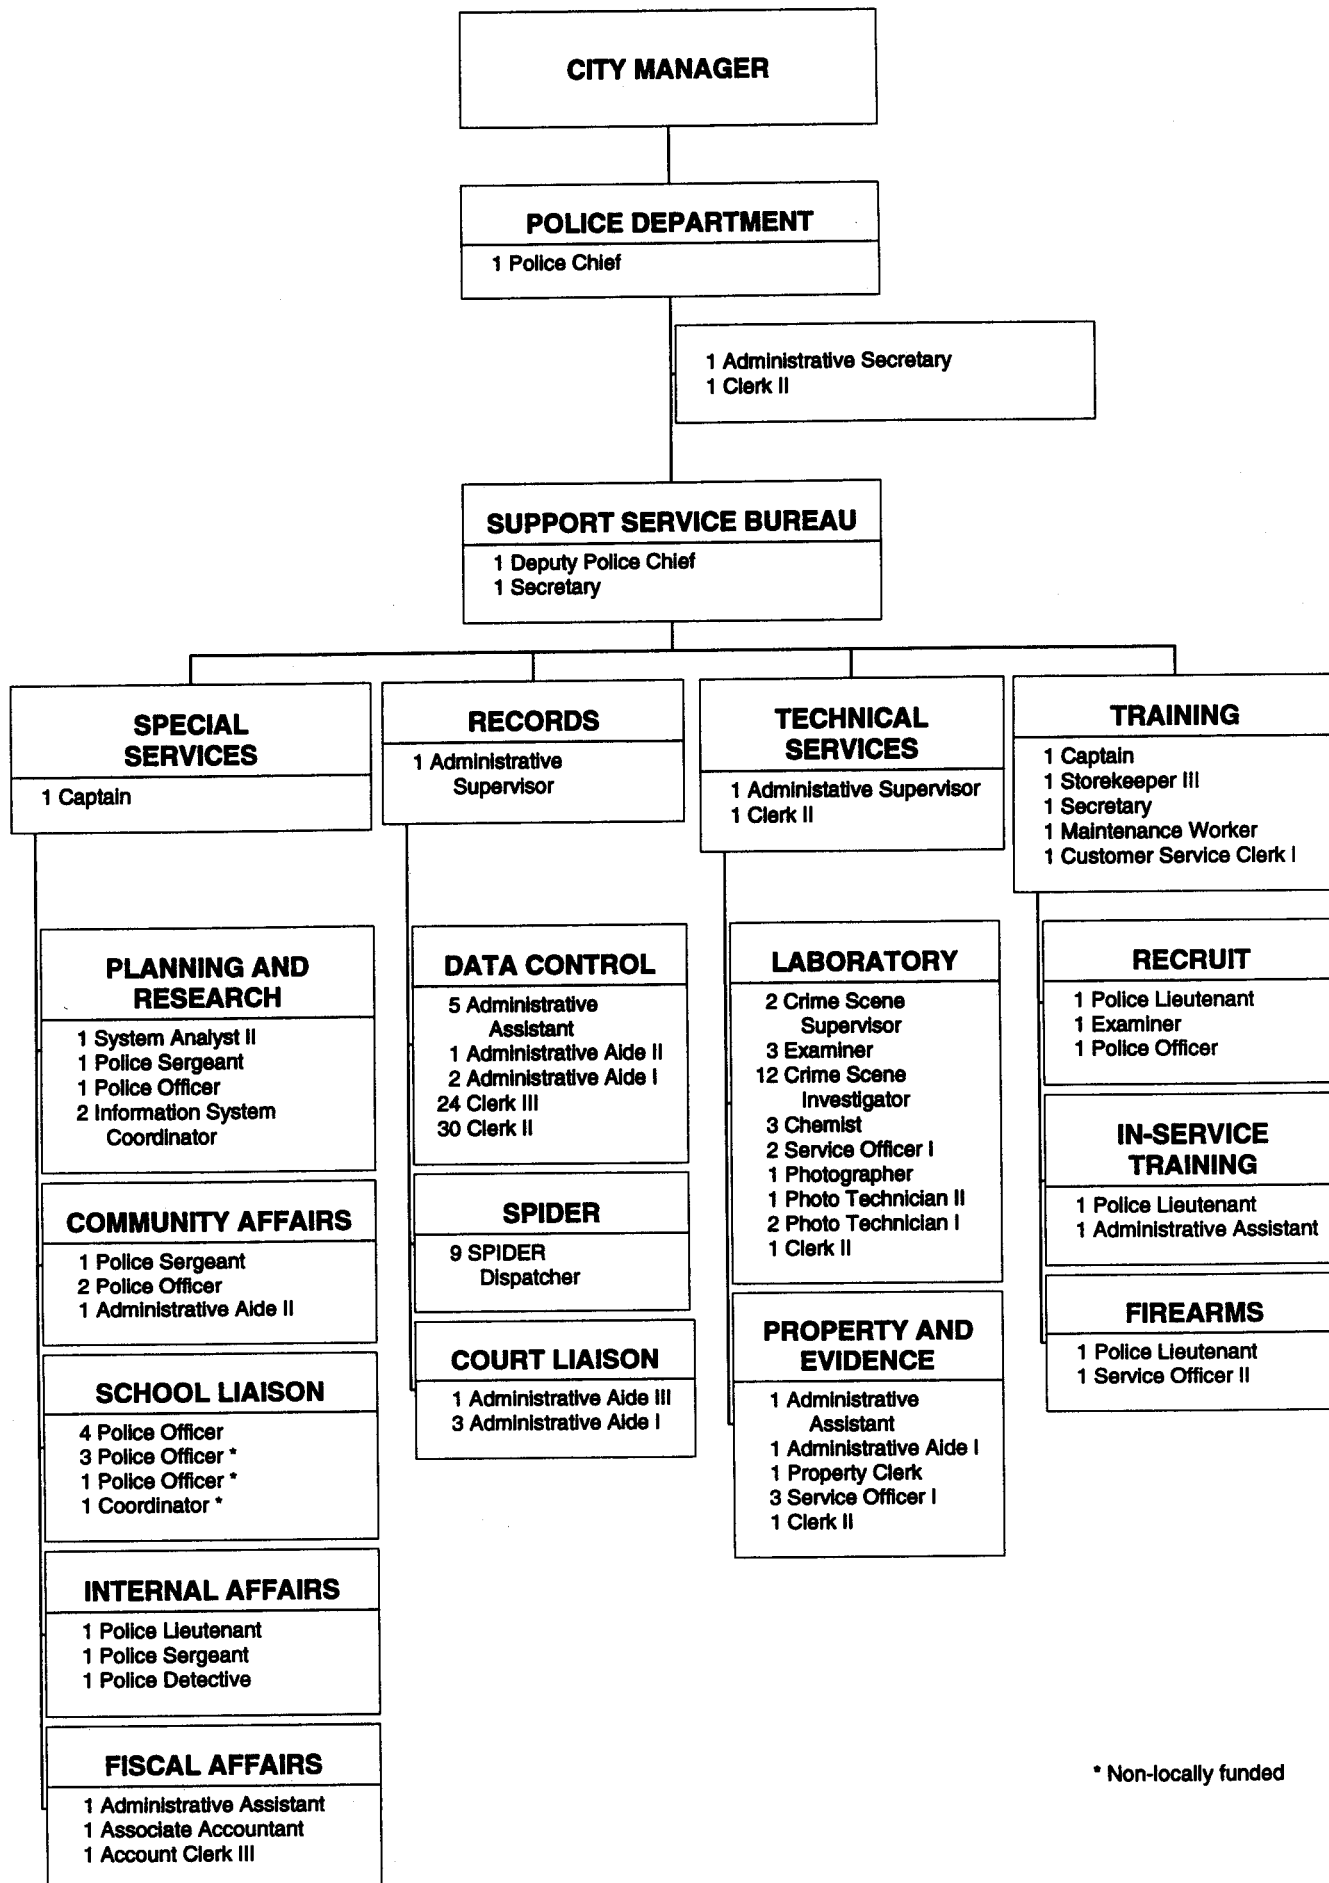 CITY MANAGER
POLICE DEPARTMENT
1 Police Chief
1 Administrative Secretary
1 Clerk II
SUPPORT SERVICE BUREAU
1 Deputy Police Chief
1 Secretary
SPECIAL
SERVICES
1 Captain
PLANNING AND
RESEARCH
1 System Analyst II
1 Police Sergeant
1 Police Officer
2 Information System
Coordinator
COMMUNITY AFFAIRS
1 Police Sergeant
2 Police Officer
1 Administrative Aide II
SCHOOL LIAISON
4 Police Officer
3 Police Officer *
1 Police Officer *
1 Coordinator *
INTERNAL AFFAIRS
1 Police Lieutenant
1 Police Sergeant
1 Police Detective
FISCAL AFFAIRS
1 Administrative Assistant
1 Associate Accountant
1 Account Clerk III
RECORDS
1 Administrative
Supervisor
DATA CONTROL
5 Administrative
Assistant
1 Administrative Aide II
2 Administrative Aide I
24 Clerk III
30 Clerk II
SPIDER
9 SPIDER
Dispatcher
COURT LIAISON
1 Administrative Aide III
3 Administrative Aide I
TECHNICAL
SERVICES
1 Administative Supervisor
1 Clerk II
LABORATORY
2 Crime Scene
Supervisor
3 Examiner
12 Crime Scene
Investigator
3 Chemist
2 Service Officer I
1 Photographer
1 Photo Technician II
2 Photo Technician I
1 Clerk II
PROPERTY AND
EVIDENCE
1 Administrative
Assistant
1 Administrative Aide I
1 Property Clerk
3 Service Officer I
1 Clerk II
TRAINING
1 Captain
1 Storekeeper III
1 Secretary
1 Maintenance Worker
1 Customer Service Clerk I
RECRUIT
1 Police Lieutenant
1 Examiner
1 Police Officer
IN-SERVICE
TRAINING
1 Police Lieutenant
1 Administrative Assistant
FIREARMS
1 Police Lieutenant
1 Service Officer II
* Non-locally funded